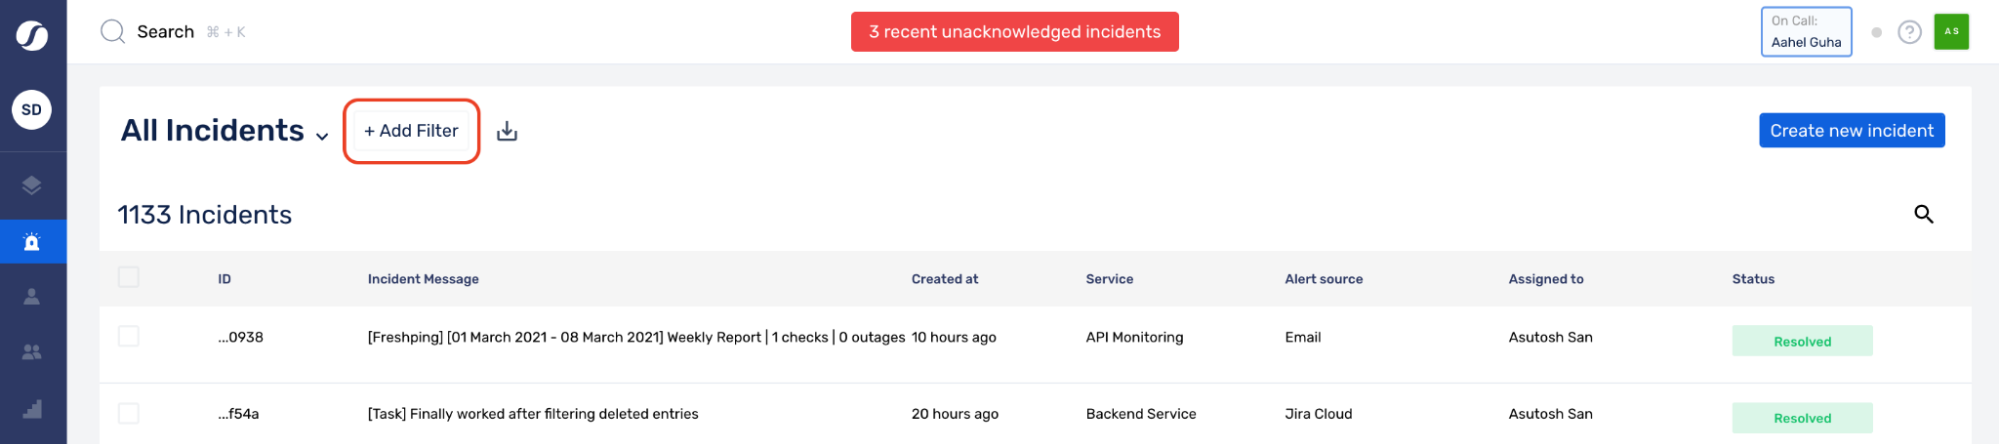 Search ⌘ + K
3 recent unacknowledged incidents
On Call:
Aahel Guha
?
AS
SD
All Incidents
+ Add Filter
Create new incident
1133 Incidents
ID Incident Message Created at Service Alert source Assigned to Status
...0938 [Freshping] [01 March 2021 - 08 March 2021] Weekly Report | 1 checks | 0 outages 10 hours ago API Monitoring Email Asutosh San Resolved
...f54a [Task] Finally worked after filtering deleted entries 20 hours ago Backend Service Jira Cloud Asutosh San Resolved